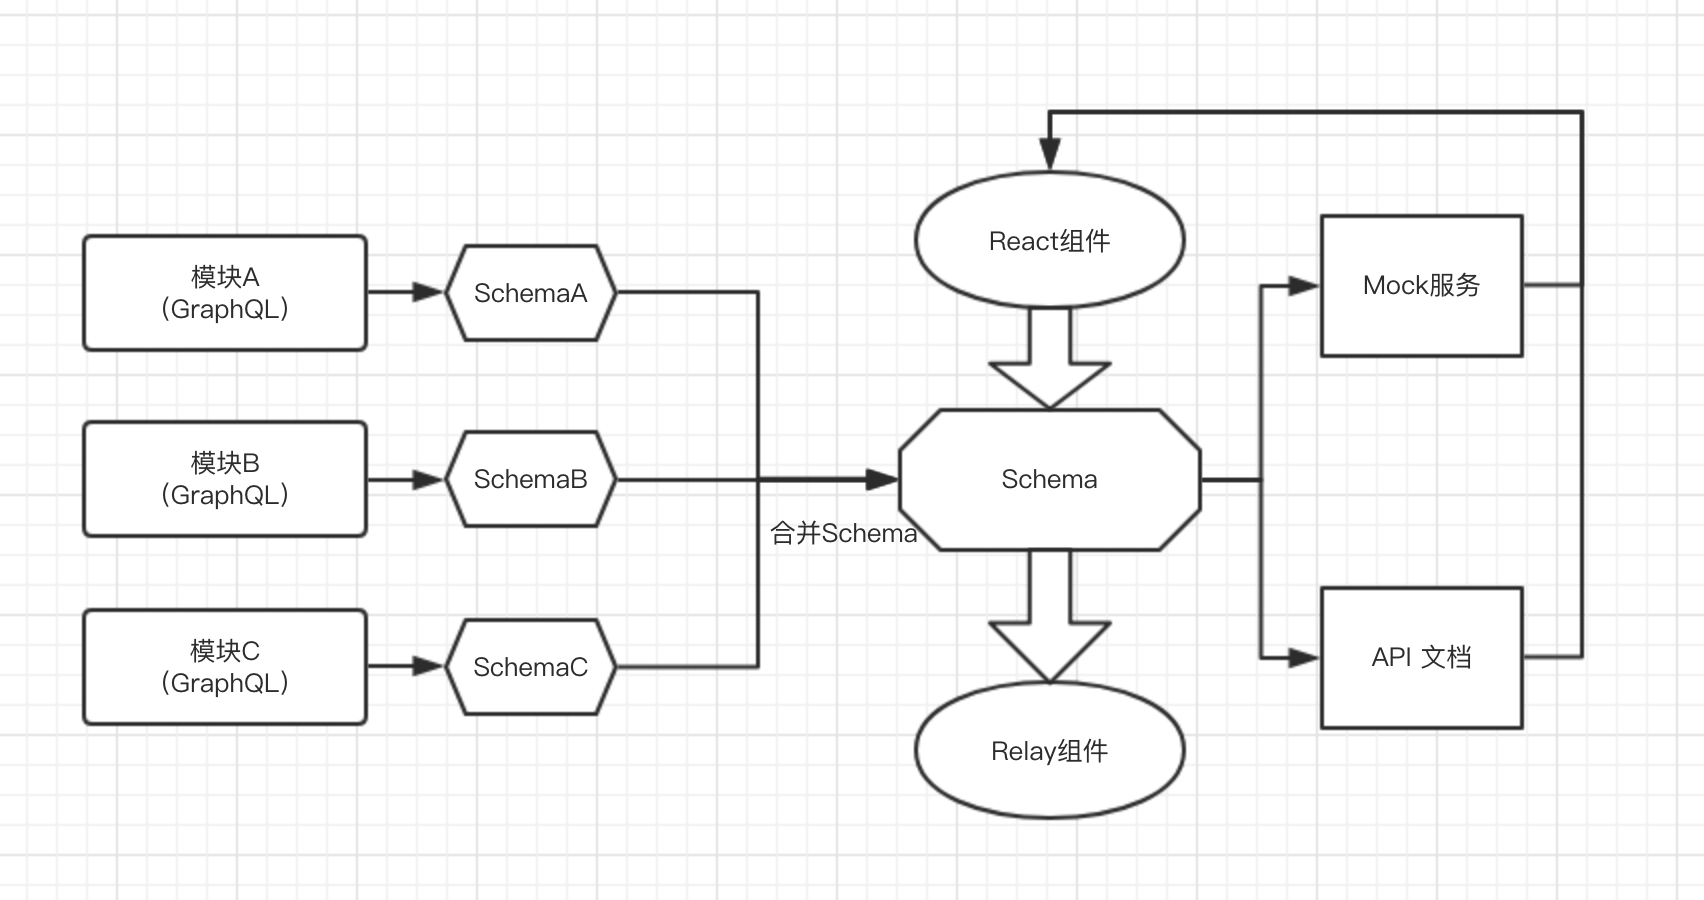 模块A
(GraphQL)
SchemaA
模块B
(GraphQL)
SchemaB
模块C
(GraphQL)
SchemaC
合并Schema
React组件
Schema
Relay组件
Mock服务
API 文档